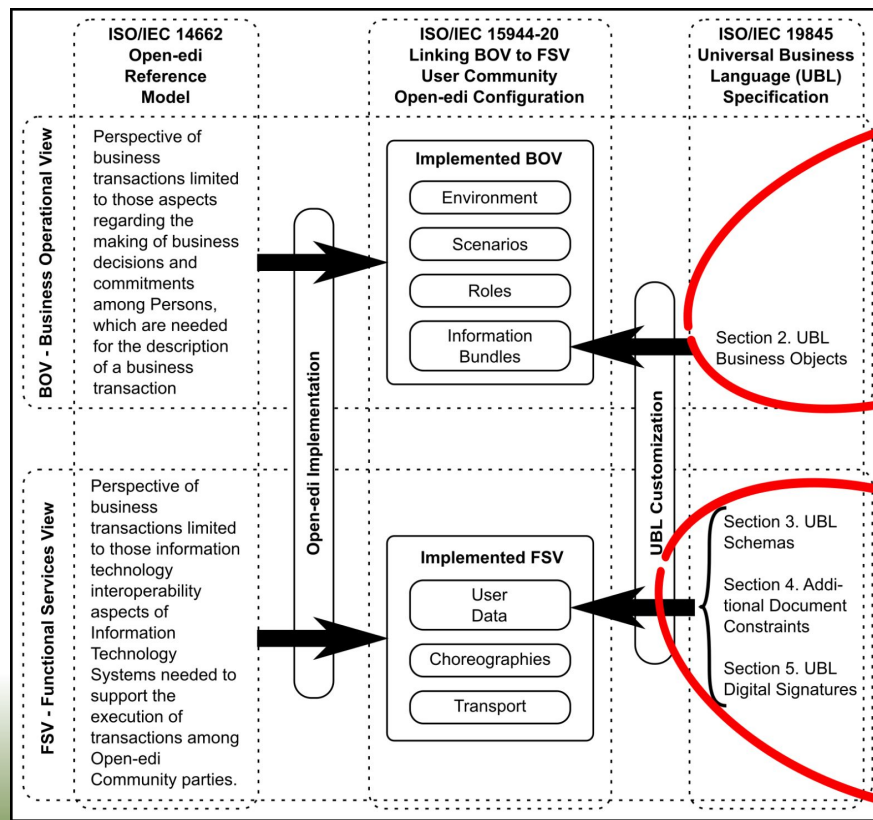 ISO/IEC 14662
Open-edi
Reference
Model
ISO/IEC 15944-20
Linking BOV to FSV
User Community
Open-edi Configuration
ISO/IEC 19845
Universal Business
Language (UBL)
Specification
BOV - Business Operational View
Perspective of
business
transactions limited
to those aspects
regarding the
making of business
decisions and
commitments
among Persons,
which are needed
for the description
of a business
transaction
Open-edi Implementation
Implemented BOV
Environment
Scenarios
Roles
Information
Bundles
UBL Customization
Section 2. UBL
Business Objects
FSV - Functional Services View
Perspective of
business
transactions limited
to those information
technology
interoperability
aspects of
Information
Technology
Systems needed to
support the
execution of
transactions among
Open-edi
Community parties.
Implemented FSV
User
Data
Choreographies
Transport
Section 3. UBL
Schemas
Section 4. Addi-
tional Document
Constraints
Section 5. UBL
Digital Signatures